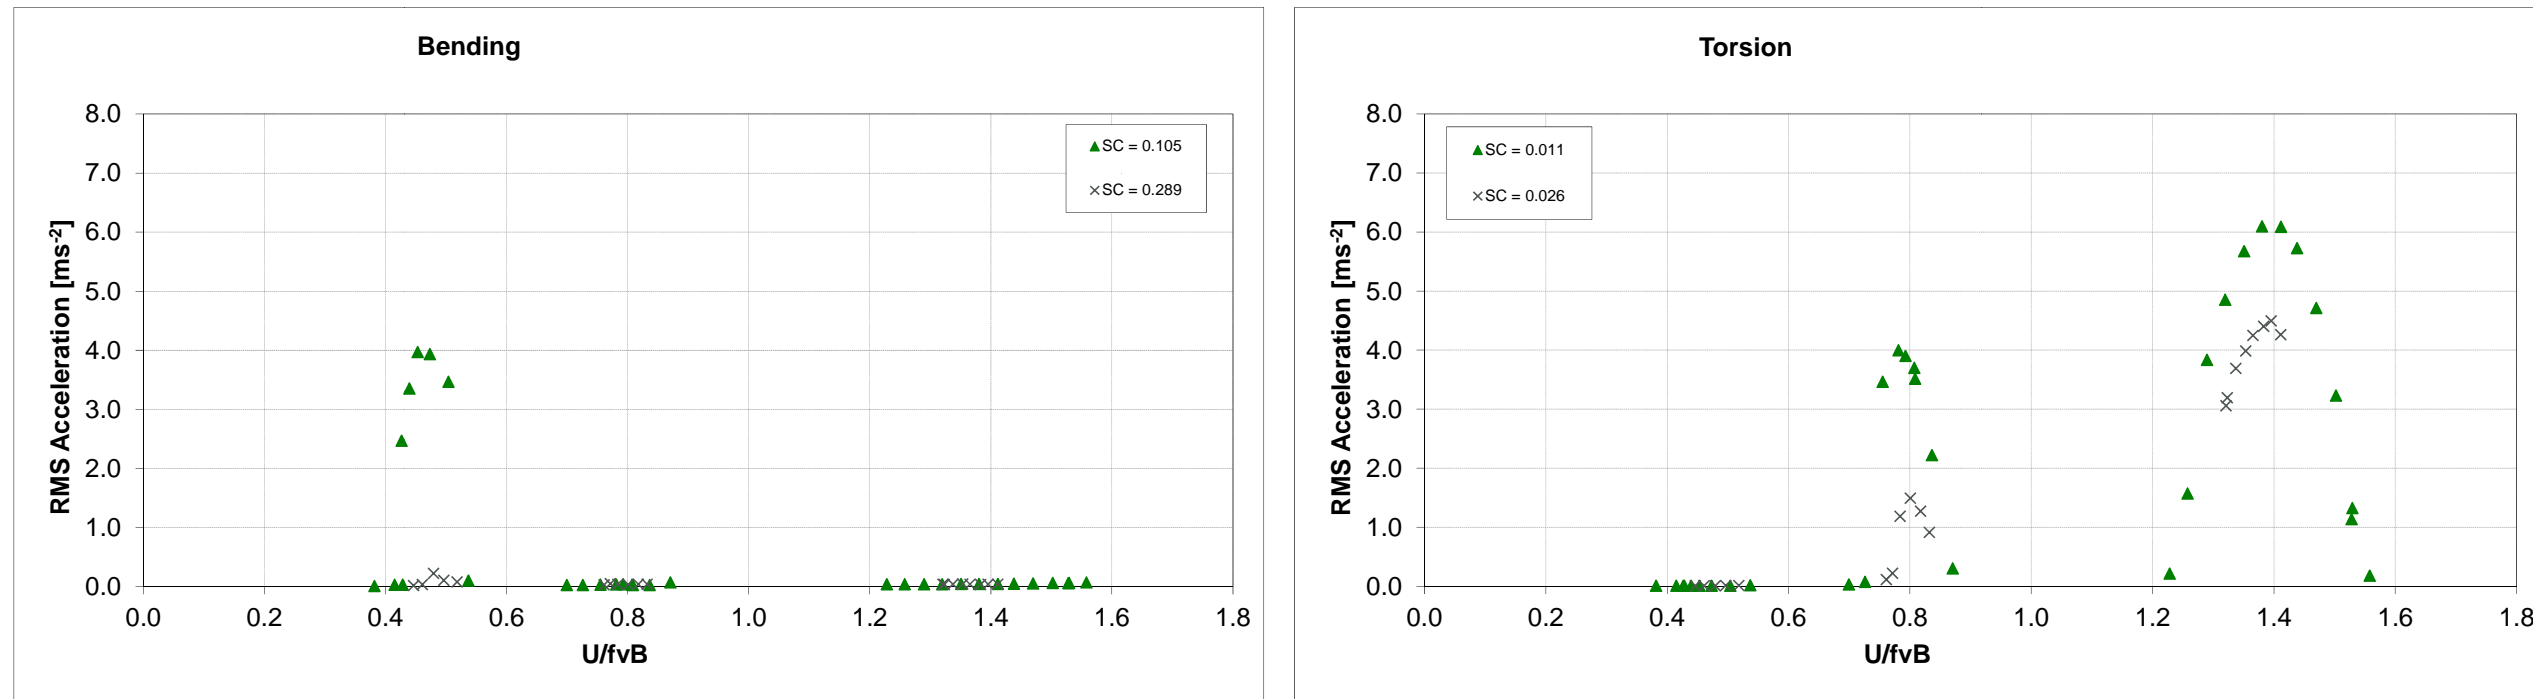 Bending
8.0
7.0
6.0
5.0
4.0
3.0
2.0
1.0
0.0
RMS Acceleration [ms-2]
SC = 0.105
SC = 0.289
0.0 0.2 0.4 0.6 0.8 1.0 1.2 1.4 1.6 1.8
U/fvB
Torsion
8.0
7.0
6.0
5.0
4.0
3.0
2.0
1.0
0.0
RMS Acceleration [ms-2]
SC = 0.011
SC = 0.026
0.0 0.2 0.4 0.6 0.8 1.0 1.2 1.4 1.6 1.8
U/fvB